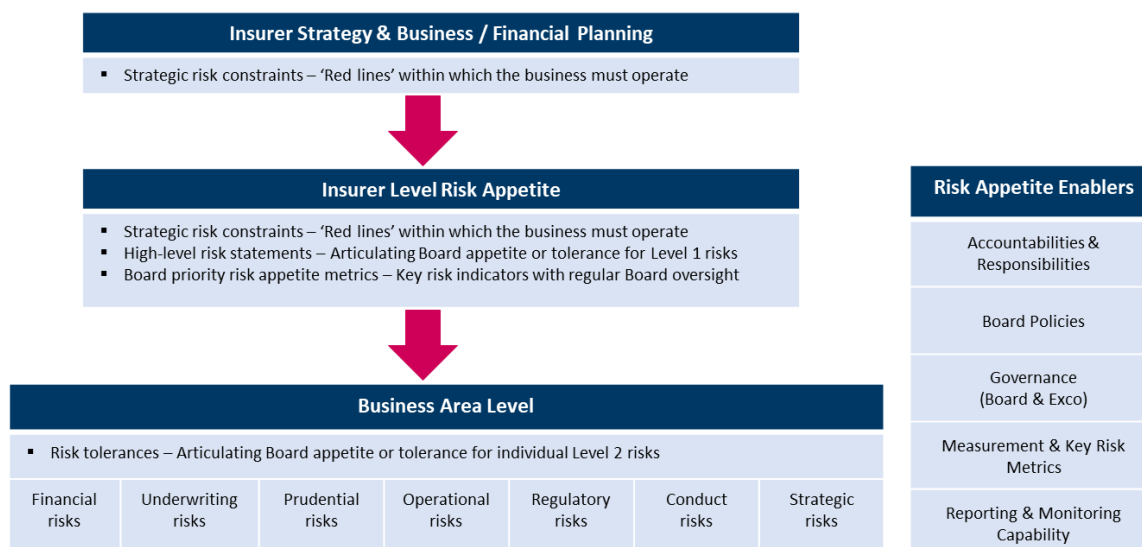 Insurer Strategy & Business / Financial Planning
▪ Strategic risk constraints – ‘Red lines’ within which the business must operate
Insurer Level Risk Appetite
▪ Strategic risk constraints – ‘Red lines’ within which the business must operate
▪ High-level risk statements – Articulating Board appetite or tolerance for Level 1 risks
▪ Board priority risk appetite metrics – Key risk indicators with regular Board oversight
Business Area Level
▪ Risk tolerances – Articulating Board appetite or tolerance for individual Level 2 risks
Financial
risks
Underwriting
risks
Prudential
risks
Operational
risks
Regulatory
risks
Conduct
risks
Strategic
risks
Risk Appetite Enablers
Accountabilities &
Responsibilities
Board Policies
Governance
(Board & Exco)
Measurement & Key Risk
Metrics
Reporting & Monitoring
Capability